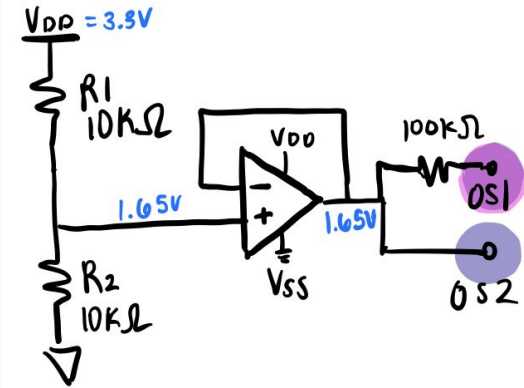 VDD = 3.3V
R1
10KΩ
VDD
100KΩ
-
+
1.65V
1.65V
OS1
R2
10KΩ
VSS
OS2